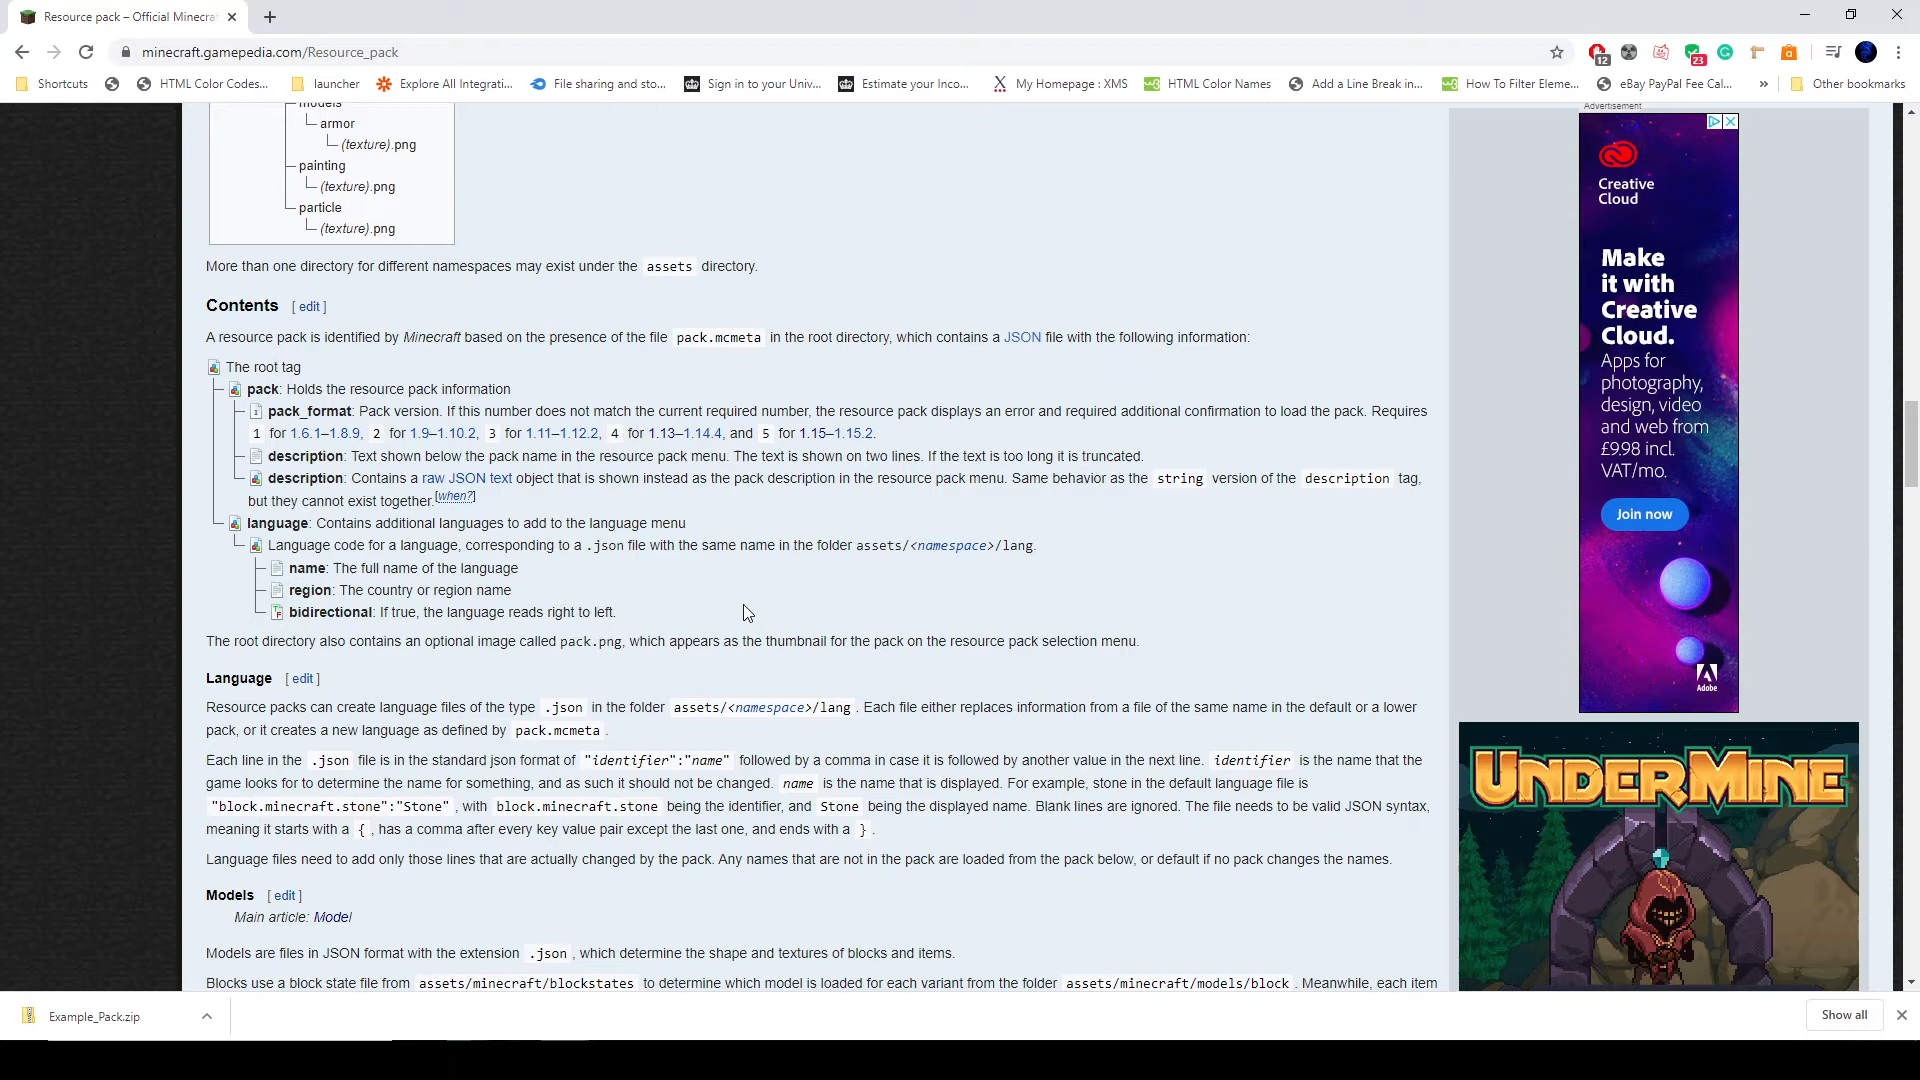 Resource pack – Official Minecra
minecraft.gamepedia.com/Resource_pack
12
23
Shortcuts
HTML Color Codes...
launcher
Explore All Integrati...
File sharing and sto...
Sign in to your Univ...
Estimate your Inco...
My Homepage : XMS
HTML Color Names
Add a Line Break in...
How To Filter Eleme...
eBay PayPal Fee Cal...
»
Other bookmarks
models
armor
(texture).png
painting
(texture).png
particle
(texture).png
More than one directory for different namespaces may exist under the assets directory.
Contents [ edit ]
A resource pack is identified by Minecraft based on the presence of the file pack.mcmeta in the root directory, which contains a JSON file with the following information:
The root tag
pack: Holds the resource pack information
pack_format: Pack version. If this number does not match the current required number, the resource pack displays an error and required additional confirmation to load the pack. Requires
1 for 1.6.1–1.8.9, 2 for 1.9–1.10.2, 3 for 1.11–1.12.2, 4 for 1.13–1.14.4, and 5 for 1.15–1.15.2.
description: Text shown below the pack name in the resource pack menu. The text is shown on two lines. If the text is too long it is truncated.
description: Contains a raw JSON text object that is shown instead as the pack description in the resource pack menu. Same behavior as the string version of the description tag,
but they cannot exist together.[when?]
language: Contains additional languages to add to the language menu
Language code for a language, corresponding to a .json file with the same name in the folder assets/<namespace>/lang.
name: The full name of the language
region: The country or region name
bidirectional: If true, the language reads right to left.
The root directory also contains an optional image called pack.png, which appears as the thumbnail for the pack on the resource pack selection menu.
Language [ edit ]
Resource packs can create language files of the type .json in the folder assets/<namespace>/lang . Each file either replaces information from a file of the same name in the default or a lower
pack, or it creates a new language as defined by pack.mcmeta .
Each line in the .json file is in the standard json format of "identifier":"name" followed by a comma in case it is followed by another value in the next line. identifier is the name that the
game looks for to determine the name for something, and as such it should not be changed. name is the name that is displayed. For example, stone in the default language file is
"block.minecraft.stone":"Stone" , with block.minecraft.stone being the identifier, and Stone being the displayed name. Blank lines are ignored. The file needs to be valid JSON syntax,
meaning it starts with a { , has a comma after every key value pair except the last one, and ends with a } .
Language files need to add only those lines that are actually changed by the pack. Any names that are not in the pack are loaded from the pack below, or default if no pack changes the names.
Models [ edit ]
Main article: Model
Models are files in JSON format with the extension .json , which determine the shape and textures of blocks and items.
Blocks use a block state file from assets/minecraft/blockstates to determine which model is loaded for each variant from the folder assets/minecraft/models/block . Meanwhile, each item
Advertisement
Creative
Cloud
Make
it with
Creative
Cloud.
Apps for
photography,
design, video
and web from
£9.98 incl.
VAT/mo.
Join now
Adobe
UNDERMINE
Example_Pack.zip
Show all